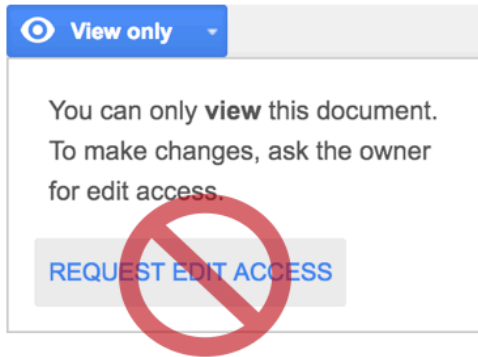 View only
You can only view this document.
To make changes, ask the owner
for edit access.
REQUEST EDIT ACCESS